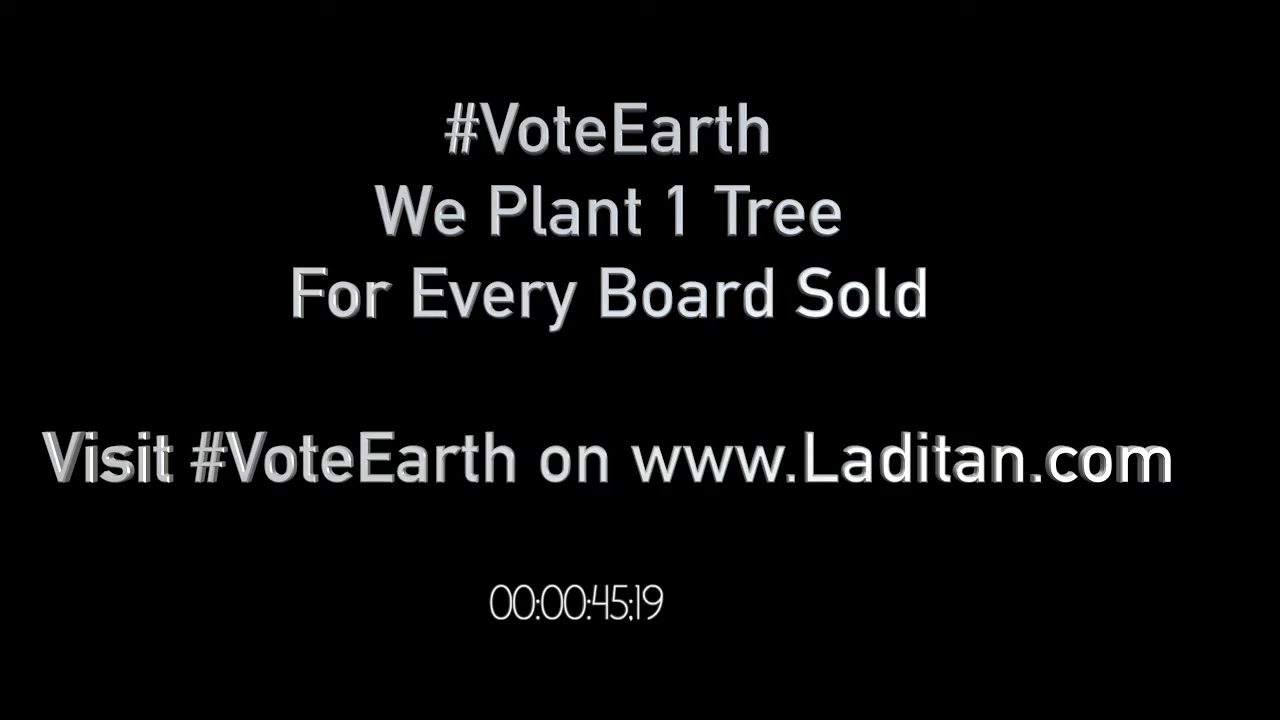 #VoteEarth
We Plant 1 Tree
For Every Board Sold
Visit #VoteEarth on www.Laditan.com
00:00:45;19